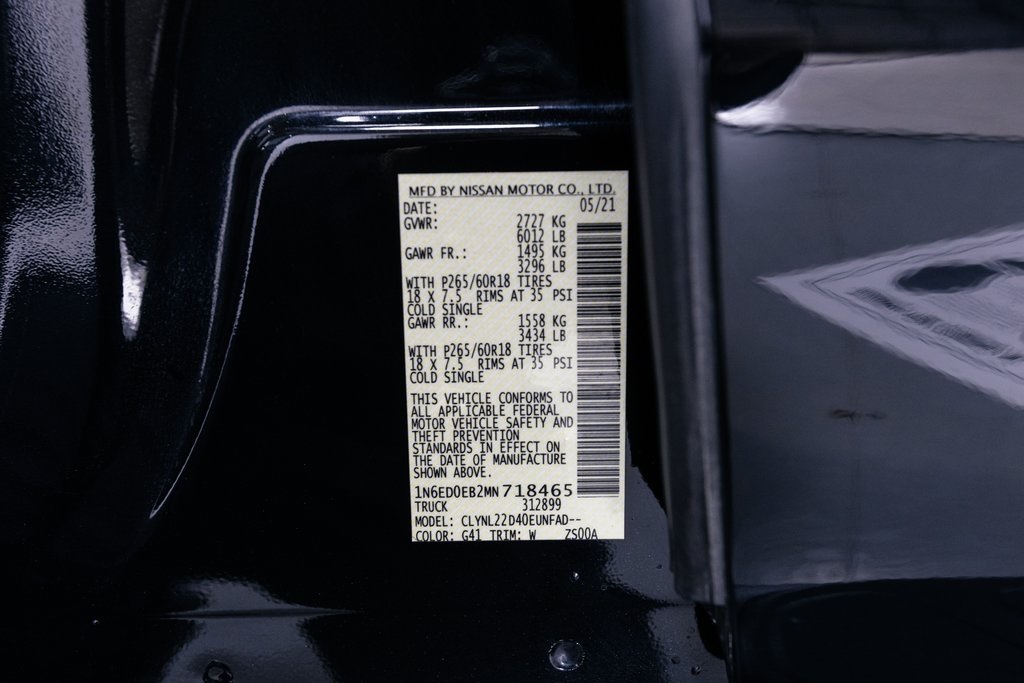 MFD BY NISSAN MOTOR CO., LTD.
DATE: 05/21
GVWR: 2727 KG
6012 LB
GAWR FR.: 1495 KG
3296 LB
WITH P265/60R18 TIRES
18 X 7.5 RIMS AT 35 PSI
COLD SINGLE
GAWR RR.: 1558 KG
3434 LB
WITH P265/60R18 TIRES
18 X 7.5 RIMS AT 35 PSI
COLD SINGLE
THIS VEHICLE CONFORMS TO
ALL APPLICABLE FEDERAL
MOTOR VEHICLE SAFETY AND
THEFT PREVENTION
STANDARDS IN EFFECT ON
THE DATE OF MANUFACTURE
SHOWN ABOVE.
1N6ED0EB2MN718465
TRUCK 312899
MODEL: CLYNL22D40EUNFAD--
COLOR: G41 TRIM: W ZS00A